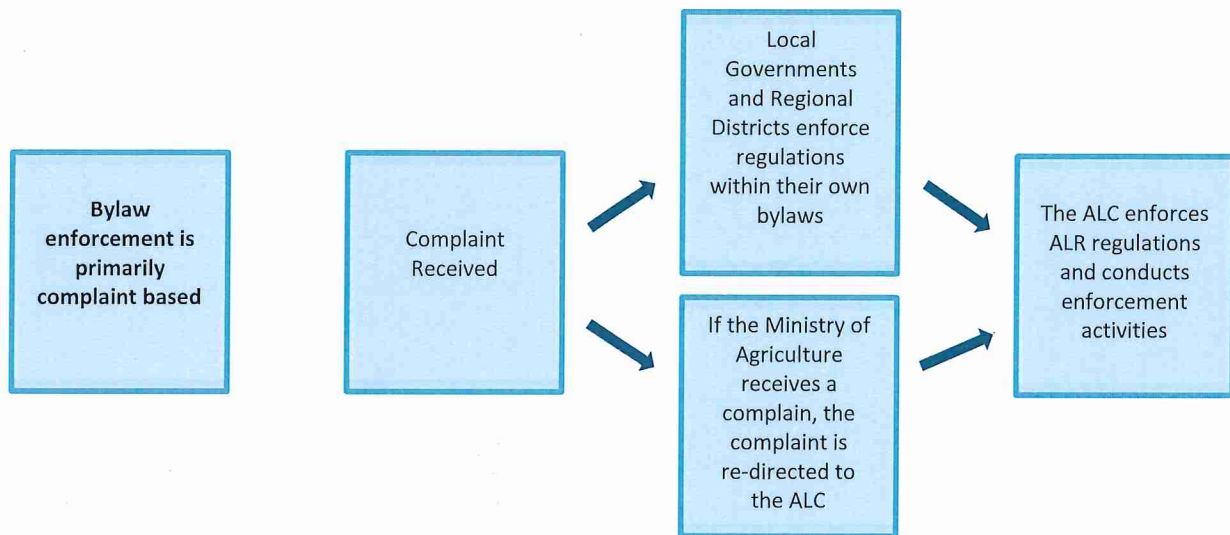 Bylaw
enforcement is
primarily
complaint based
Complaint
Received
Local
Governments
and Regional
Districts enforce
regulations
within their own
bylaws
If the Ministry of
Agriculture
receives a
complain, the
complaint is
re-directed to
the ALC
The ALC enforces
ALR regulations
and conducts
enforcement
activities